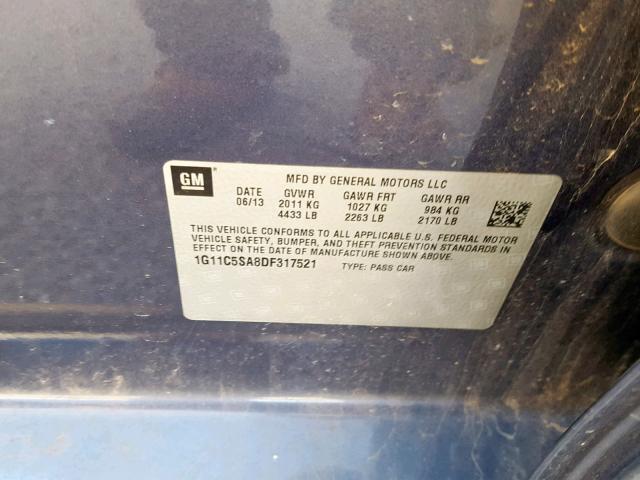 GM
MFD BY GENERAL MOTORS LLC
DATE GVWR GAWR FRT GAWR RR
06/13 2011 KG 1027 KG 984 KG
4433 LB 2263 LB 2170 LB
THIS VEHICLE CONFORMS TO ALL APPLICABLE U.S. FEDERAL MOTOR
VEHICLE SAFETY, BUMPER, AND THEFT PREVENTION STANDARDS IN
EFFECT ON THE DATE OF MANUFACTURE SHOWN ABOVE.
1G11C5SA8DF317521 TYPE: PASS CAR